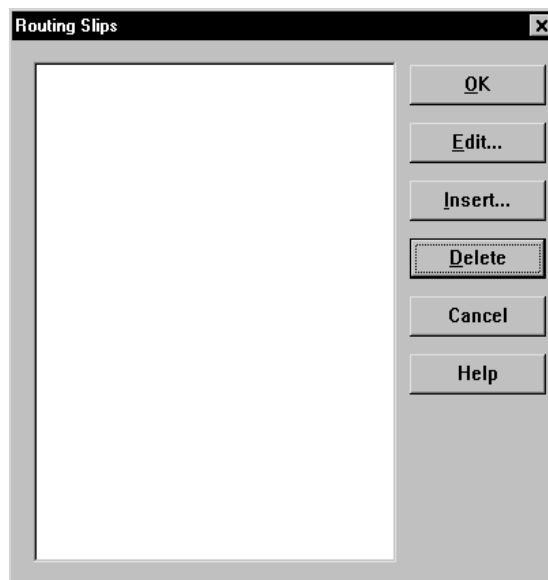 Routing Slips
OK
Edit...
Insert...
Delete
Cancel
Help